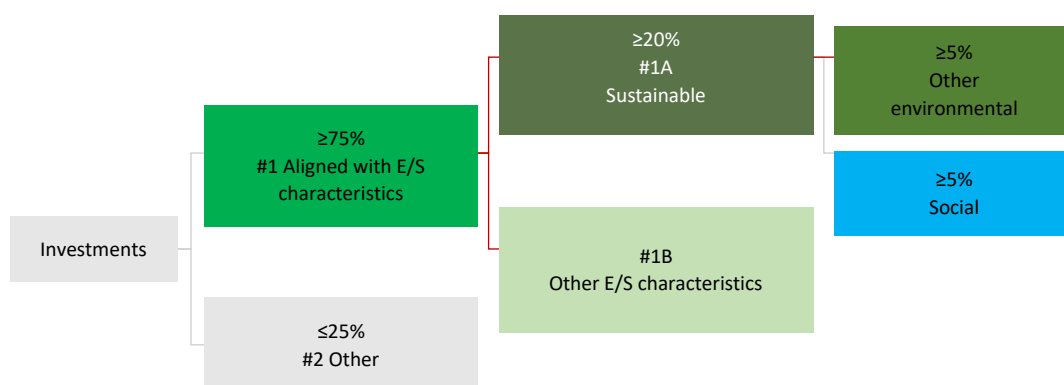 Investments
≥75%
#1 Aligned with E/S
characteristics
≤25%
#2 Other
≥20%
#1A
Sustainable
#1B
Other E/S characteristics
≥5%
Other
environmental
≥5%
Social